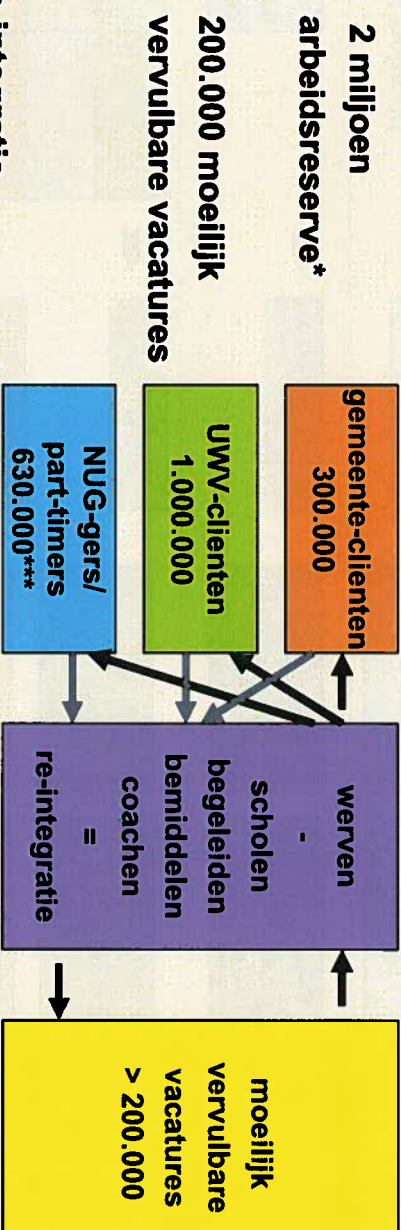 2 miljoen
arbeidsreserve*
200.000 moeilijk
vervulbare vacatures
gemeente-clienten
300.000
UWV-clienten
1.000.000
NUG-gers/
part-timers
630.000***
werven
-
scholen
begeleiden
bemiddelen
coachen
=
re-integratie
moeilijk
vervulbare
vacatures
> 200.000